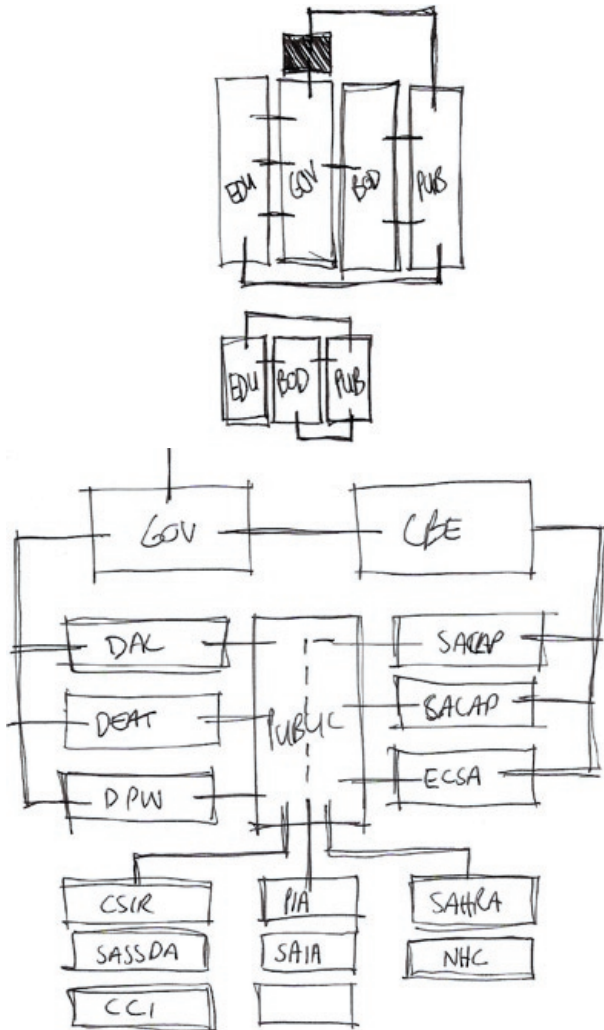 EDU GOV BOD PUB
EDU BOD PUB
GOV CBE
DAC PUBLIC SACAP
DEAT SACAP
DPW ECSA
CSIR PIA SAHRA
SASSDA SAIA NHC
CCI